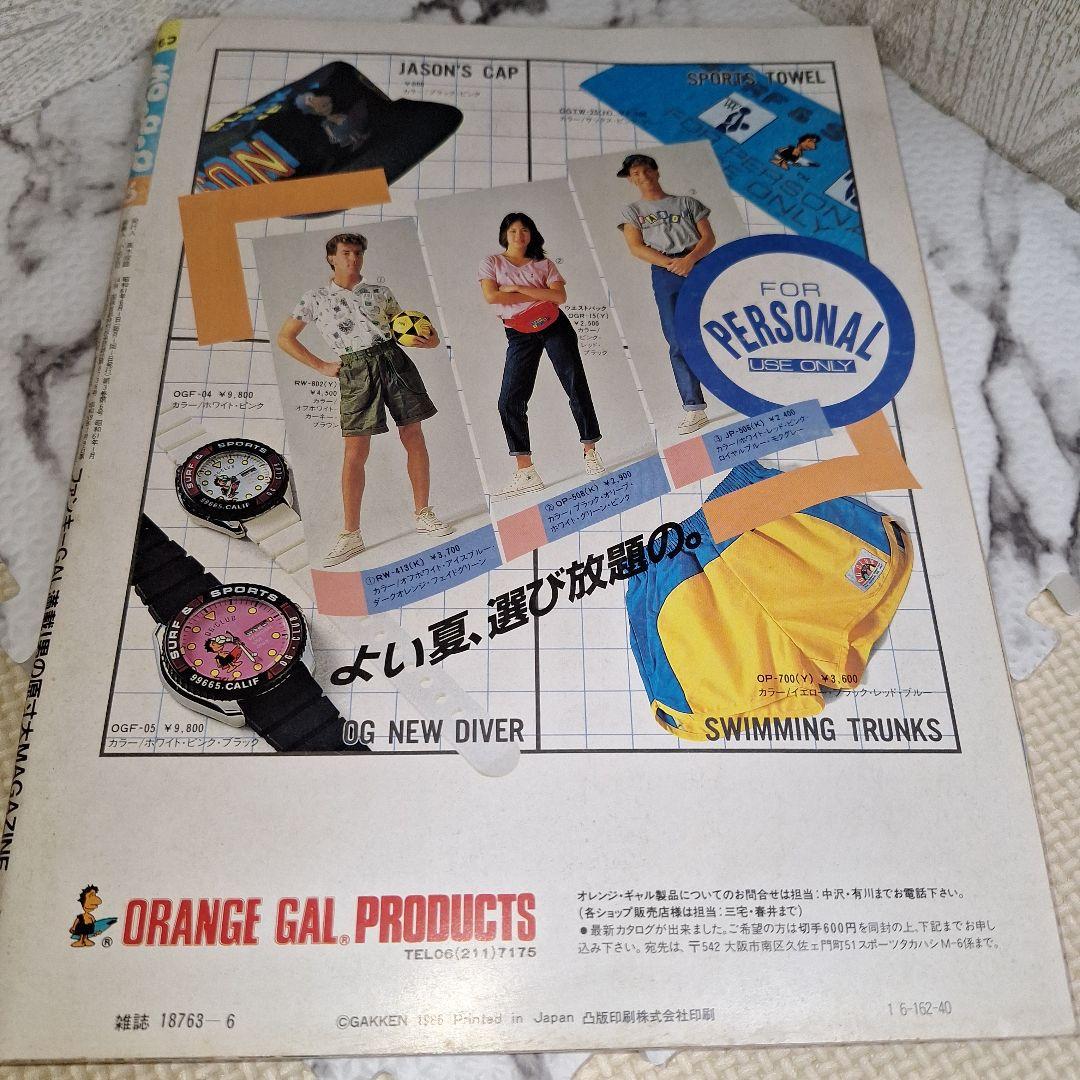 JASON'S CAP
カラー/ブラック・ピンク
SPORTS TOWEL
FOR
PERSONAL
USE ONLY
ウエストバック
OGR-15(Y)
¥2,500
カラー/
ピンク・
レッド・
ブラック
RW-802(Y)
¥4,500
カラー/
オフホワイト・
カーキー・
ブラウン
OGF-04 ¥9,800
カラー/ホワイト・ピンク
SURF & SPORTS
99665.CALIF
③ JP-506(K) ¥2,400
カラー/ホワイト・レッド・ピンク・
ロイヤルブルー・モクグレー
② OP-508(K) ¥2,900
カラー/ブラック・オリーブ・
ホワイト・グリーン・ピンク
① RW-413(K) ¥3,700
カラー/オフホワイト・アイスブルー・
ダークオレンジ・フェイドグリーン
よい夏、選び放題の。
SURF & SPORTS
OG-CLUB
99665.CALIF
OGF-05 ¥9,800
カラー/ホワイト・ピンク・ブラック
OG NEW DIVER
OP-700(Y) ¥3,600
カラー/イエロー・ブラック・レッド・ブルー
SWIMMING TRUNKS
ORANGE GAL® PRODUCTS
TEL06(211)7175
オレンジ・ギャル製品についてのお問合せは担当:中沢・有川までお電話下さい。
(各ショップ販売店様は担当:三宅・春井まで)
●最新カタログが出来ました。ご希望の方は切手600円を同封の上、下記までお申し
込み下さい。宛先は、〒542 大阪市南区久佐ェ門町51スポーツタカハシM-6係まで。
雑誌 18763-6
©GAKKEN 1986 Printed in Japan 凸版印刷株式会社印刷
1 6-162-40